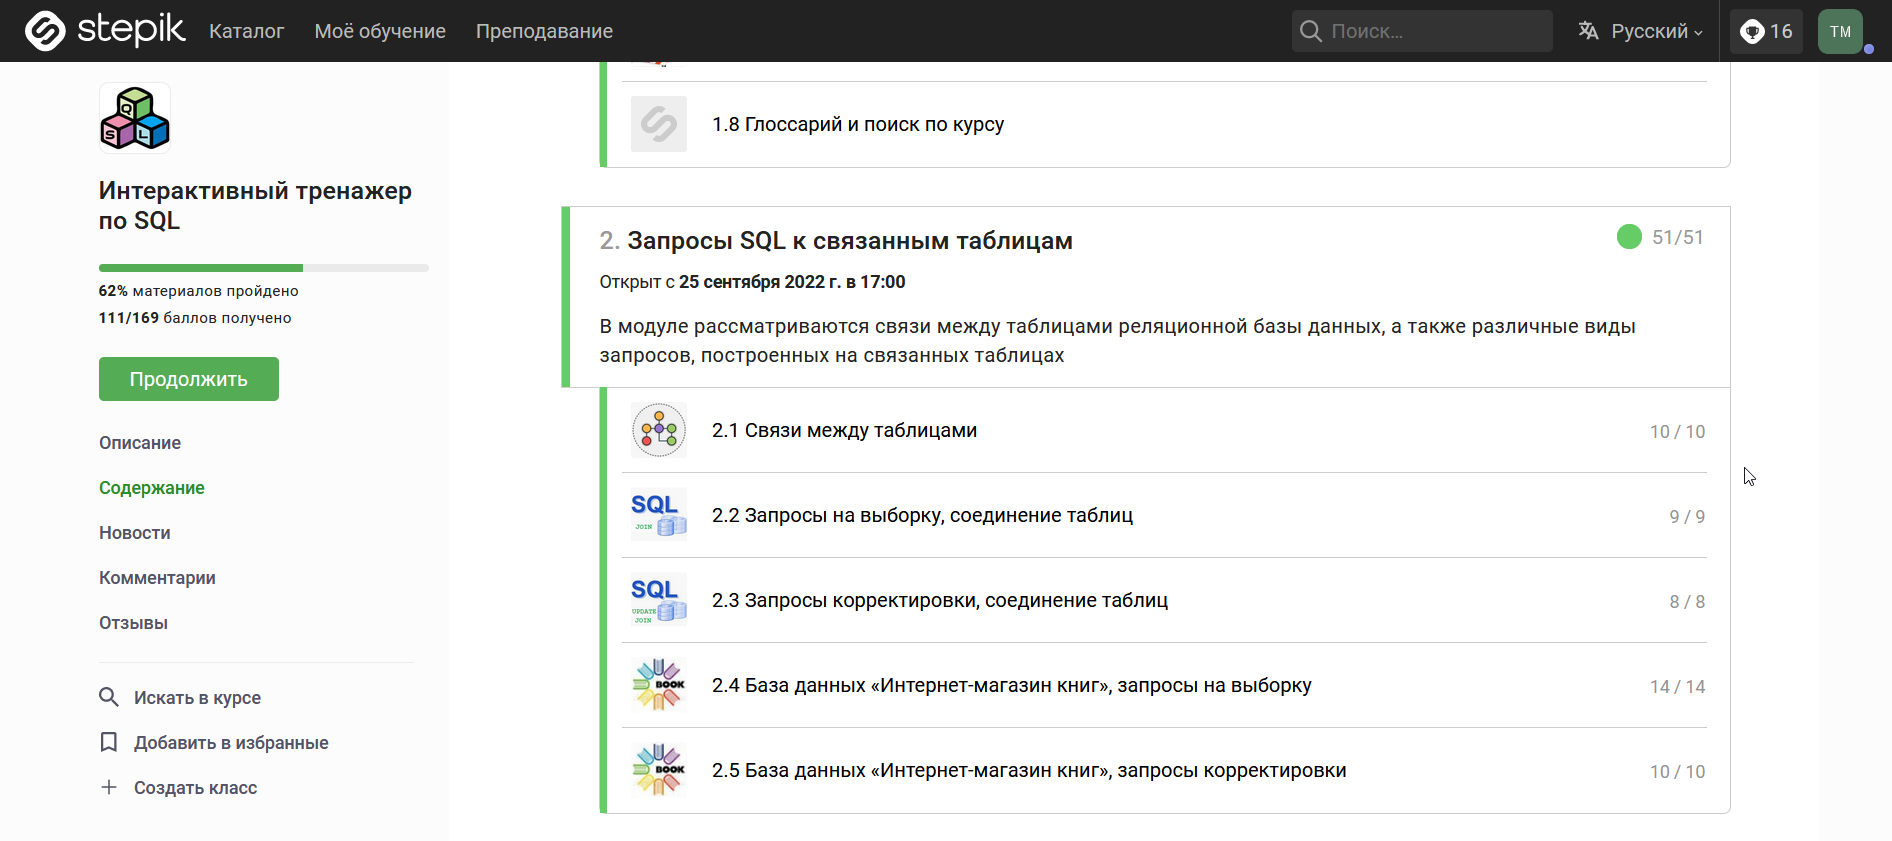 stepik
Каталог
Моё обучение
Преподавание
Поиск...
Русский
16
TM
Q
S L
Интерактивный тренажер
по SQL
62% материалов пройдено
111/169 баллов получено
Продолжить
Описание
Содержание
Новости
Комментарии
Отзывы
Искать в курсе
Добавить в избранные
Создать класс
1.8 Глоссарий и поиск по курсу
2. Запросы SQL к связанным таблицам
51/51
Открыт с 25 сентября 2022 г. в 17:00
В модуле рассматриваются связи между таблицами реляционной базы данных, а также различные виды
запросов, построенных на связанных таблицах
2.1 Связи между таблицами
10 / 10
SQL
JOIN
2.2 Запросы на выборку, соединение таблиц
9 / 9
SQL
UPDATE
JOIN
2.3 Запросы корректировки, соединение таблиц
8 / 8
BOOK
2.4 База данных «Интернет-магазин книг», запросы на выборку
14 / 14
BOOK
2.5 База данных «Интернет-магазин книг», запросы корректировки
10 / 10